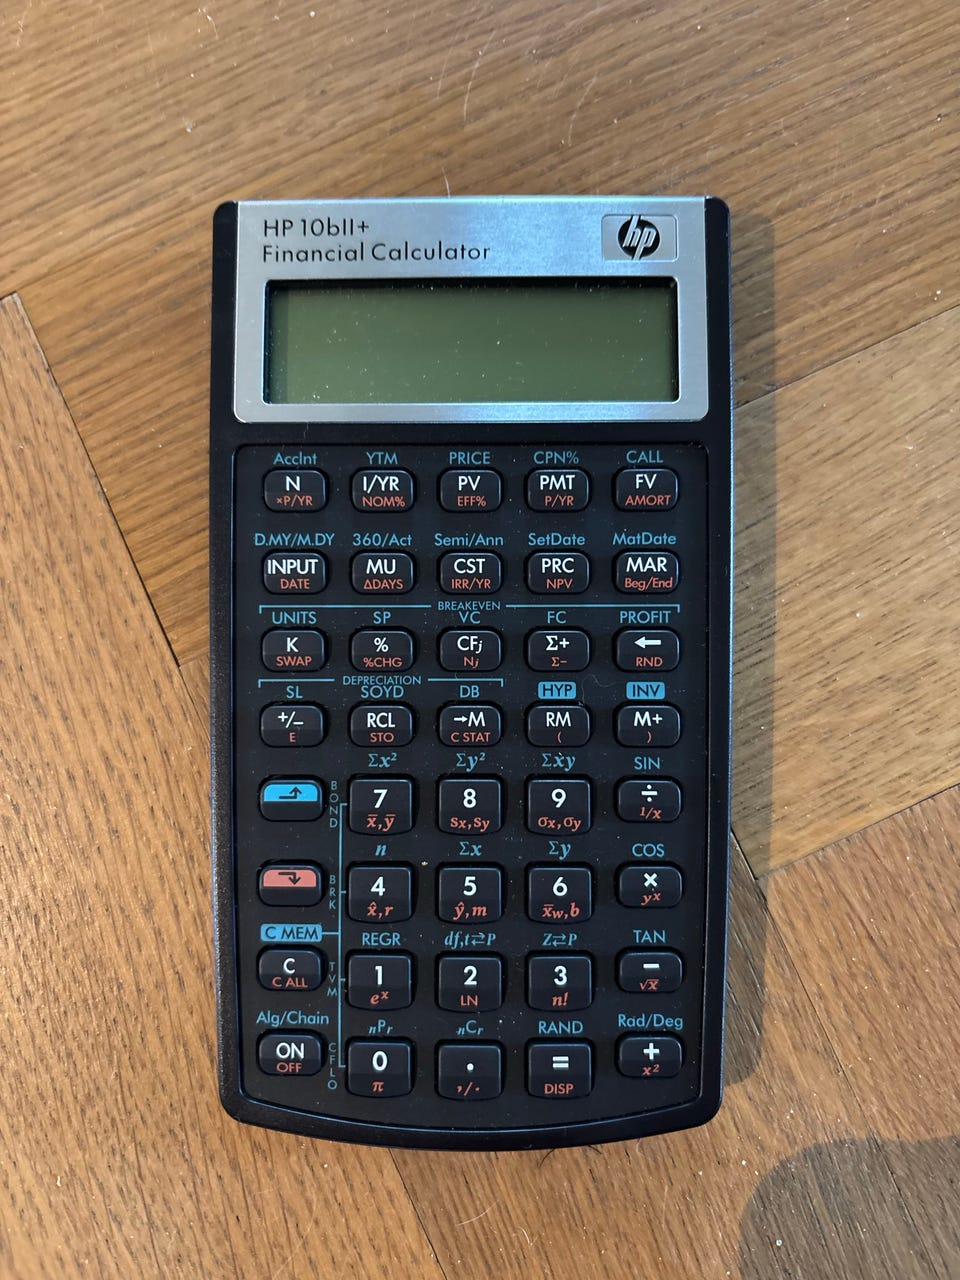 HP 10bII+
Financial Calculator
hp
AccInt YTM PRICE CPN% CALL
N I/YR PV PMT FV
×P/YR NOM% EFF% P/YR AMORT
D.MY/M.DY 360/Act Semi/Ann SetDate MatDate
INPUT MU CST PRC MAR
DATE ΔDAYS IRR/YR NPV Beg/End
BREAKEVEN
UNITS SP VC FC PROFIT
K % CFj Σ+ ←
SWAP %CHG Nj Σ− RND
DEPRECIATION
SL SOYD DB HYP INV
+/− RCL →M RM M+
E STO C STAT ( )
Σx² Σy² Σxy SIN
BOND
7 8 9 ÷
x̄,ȳ sx,sy σx,σy 1/x
n Σx Σy COS
BRK
4 5 6 ×
x̂,r ŷ,m x̄w,b yˣ
C MEM REGR df,t⇄P Z⇄P TAN
TVM
C 1 2 3 −
C ALL eˣ LN n! √x
Alg/Chain nPr nCr RAND Rad/Deg
CFLO
ON 0 . = +
OFF π ,/. DISP x²